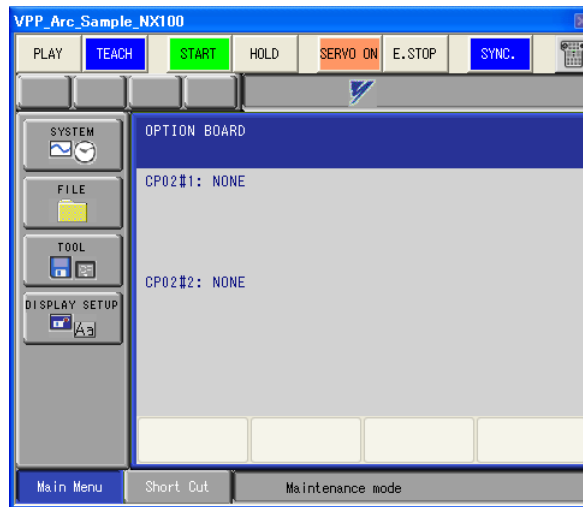 VPP_Arc_Sample_NX100
PLAY TEACH START HOLD SERVO ON E.STOP SYNC.
SYSTEM
FILE
TOOL
DISPLAY SETUP
Aa
OPTION BOARD
CP02#1: NONE
CP02#2: NONE
Main Menu Short Cut Maintenance mode